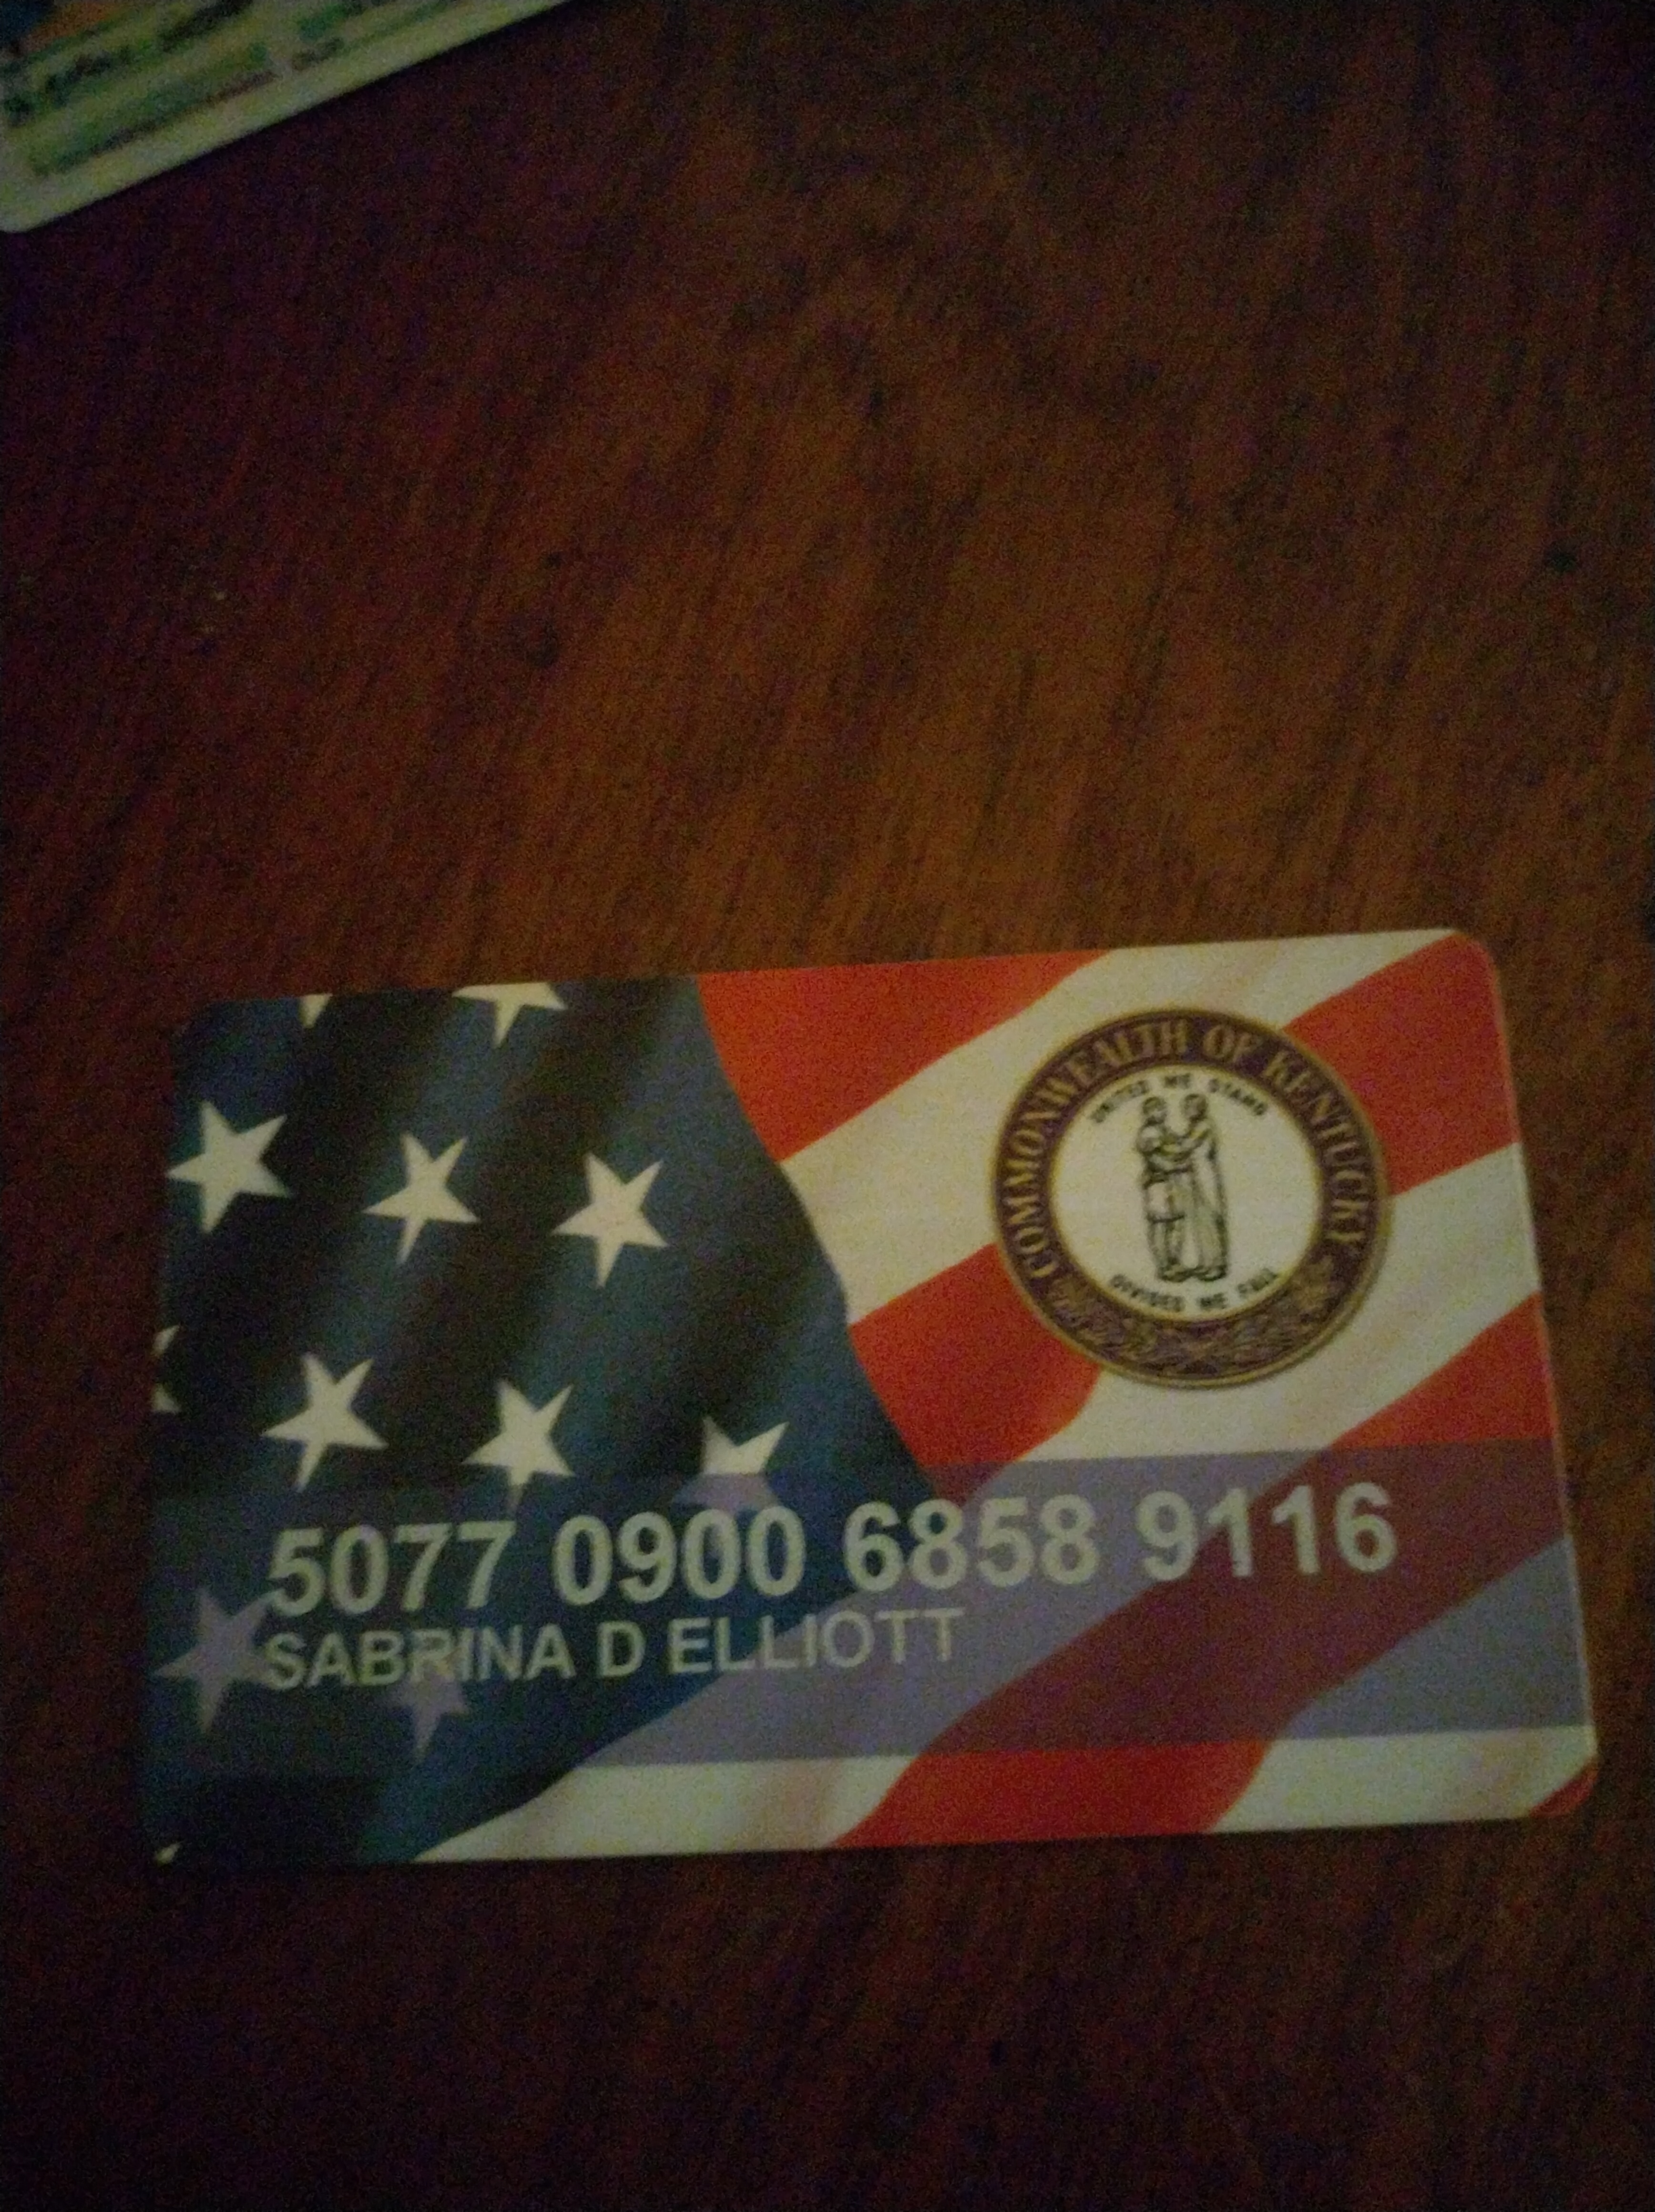 COMMONWEALTH OF KENTUCKY
UNITED WE STAND
DIVIDED WE FALL
5077 0900 6858 9116
SABRINA D ELLIOTT